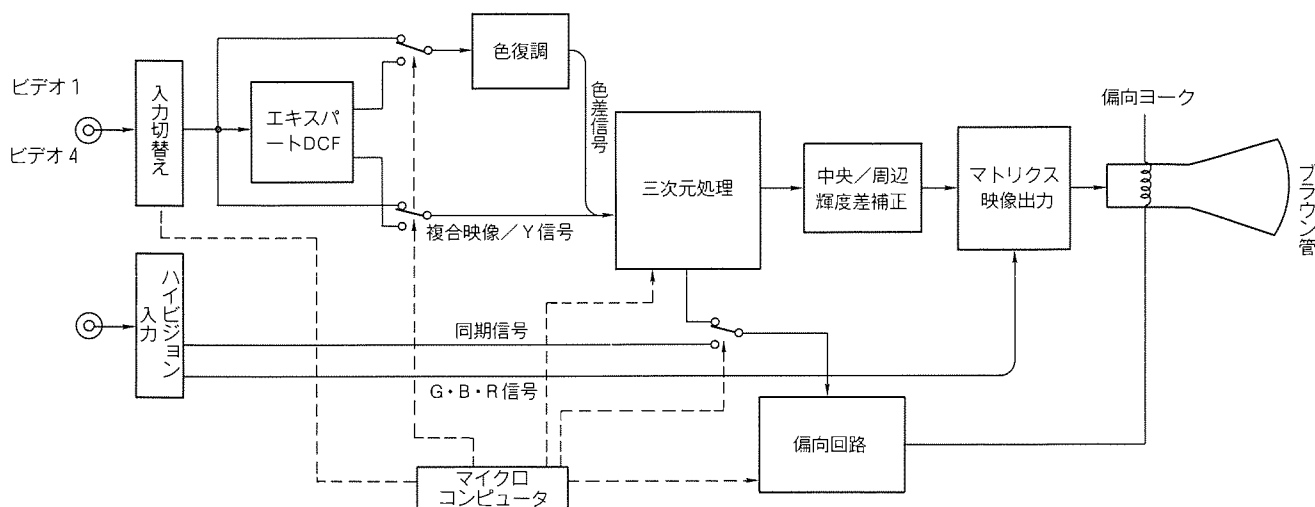 ビデオ1
ビデオ4
入力切替え
エキスパ
ートDCF
色復調
色差信号
複合映像／Y信号
三次元処理
中央／周辺
輝度差補正
マトリクス
映像出力
偏向ヨーク
ブラウン管
ハイビジョン
入力
同期信号
G・B・R信号
偏向回路
マイクロ
コンピュータ